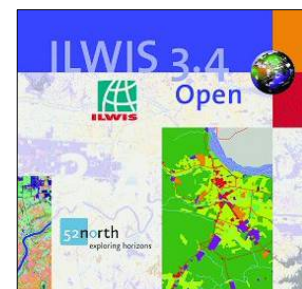 ILWIS 3.4
Open
ILWIS
52north
exploring horizons